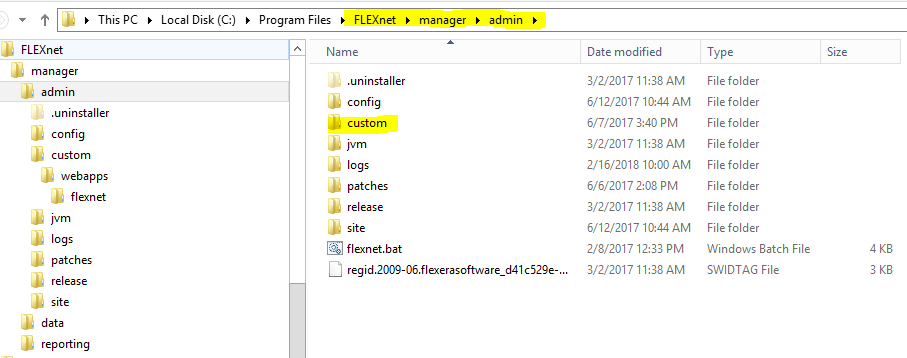 This PC Local Disk (C:) Program Files FLEXnet manager admin
FLEXnet
manager
admin
.uninstaller
config
custom
webapps
flexnet
jvm
logs
patches
release
site
data
reporting
Name Date modified Type Size
.uninstaller 3/2/2017 11:38 AM File folder
config 6/12/2017 10:44 AM File folder
custom 6/7/2017 3:40 PM File folder
jvm 3/2/2017 11:38 AM File folder
logs 2/16/2018 10:00 AM File folder
patches 6/6/2017 2:08 PM File folder
release 3/2/2017 11:38 AM File folder
site 6/12/2017 10:44 AM File folder
flexnet.bat 2/8/2017 12:33 PM Windows Batch File 4 KB
regid.2009-06.flexerasoftware_d41c529e-... 3/2/2017 11:38 AM SWIDTAG File 3 KB